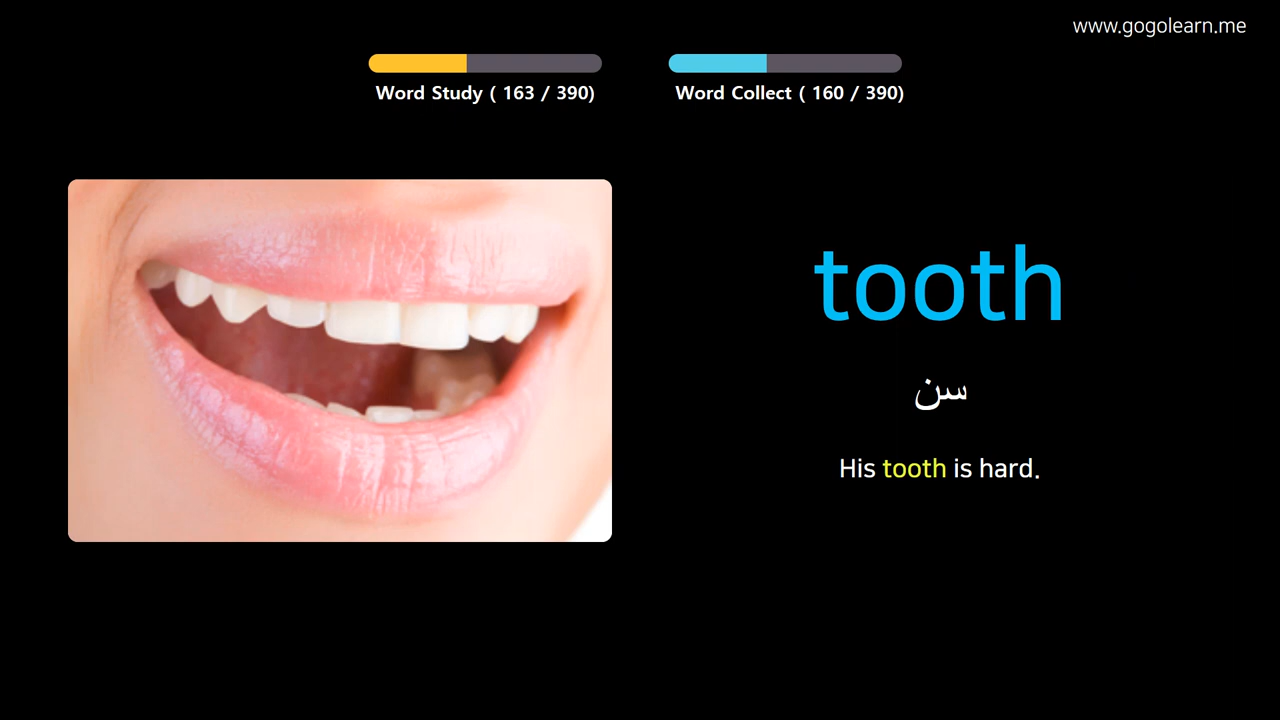 www.gogolearn.me
Word Study ( 163 / 390)
Word Collect ( 160 / 390)
tooth
سن
His tooth is hard.